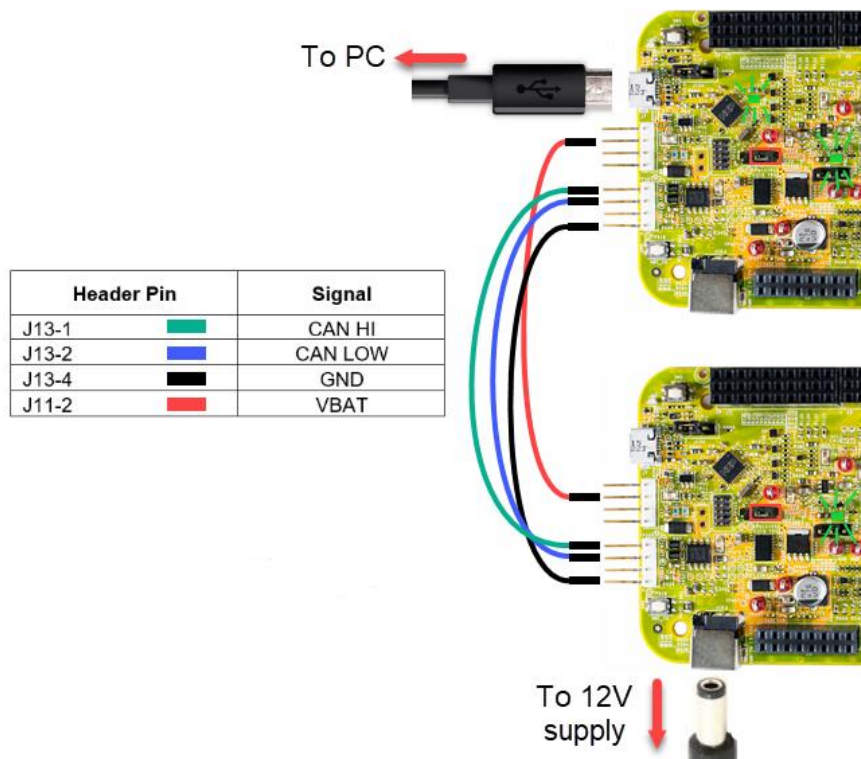 To PC
Header Pin Signal
J13-1 CAN HI
J13-2 CAN LOW
J13-4 GND
J11-2 VBAT
To 12V
supply